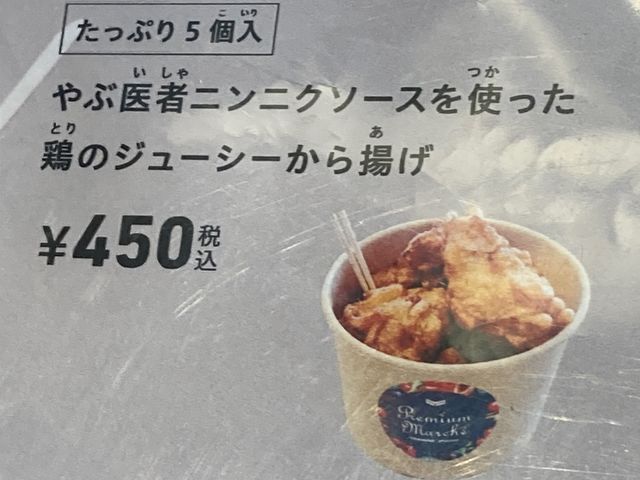 たっぷり5個入
やぶ医者ニンニクソースを使った
鶏のジューシーから揚げ
¥450税込
Premium
Marché